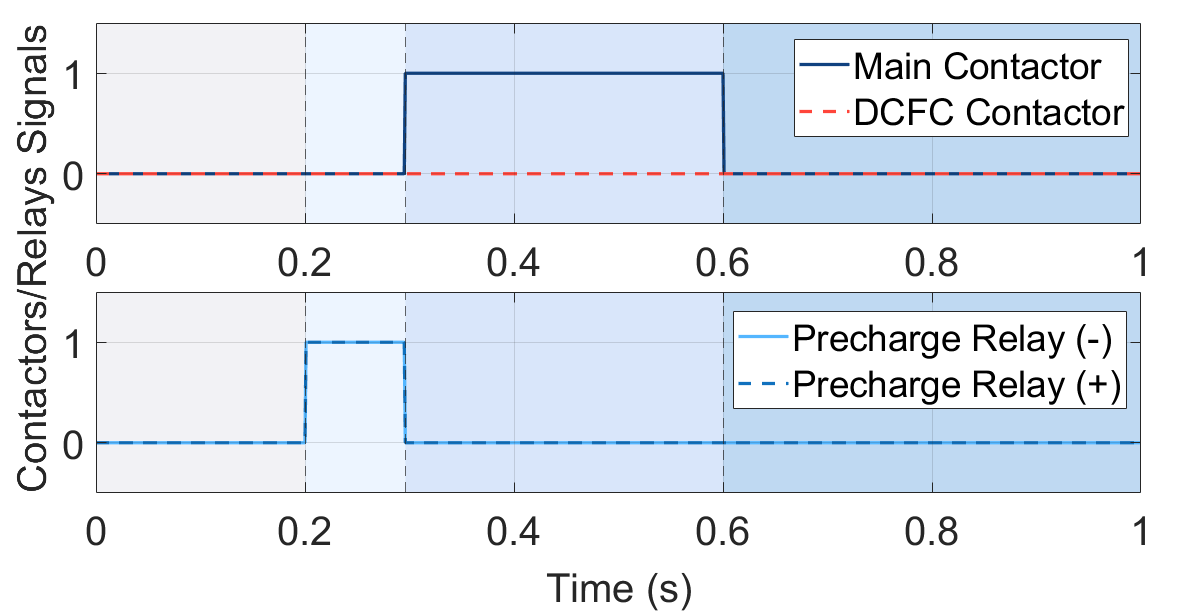 Contactors/Relays Signals
1
0
Main Contactor
DCFC Contactor
0 0.2 0.4 0.6 0.8 1
1
0
Precharge Relay (-)
Precharge Relay (+)
0 0.2 0.4 0.6 0.8 1
Time (s)